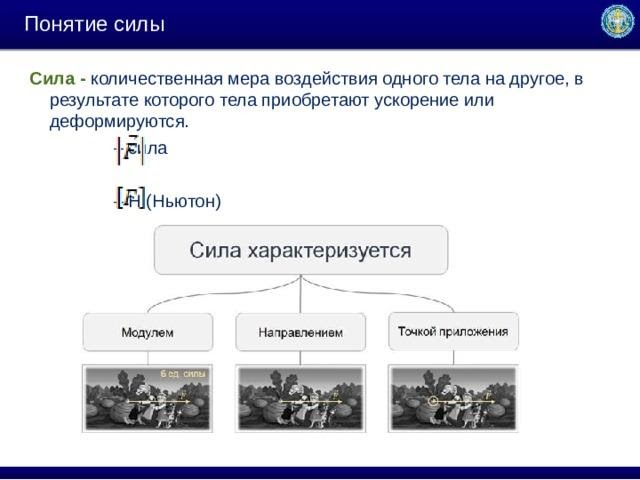 Понятие силы
Сила - количественная мера воздействия одного тела на другое, в
результате которого тела приобретают ускорение или
деформируются.
|F| - сила
[F] - Н (Ньютон)
Сила характеризуется
Модулем
Направлением
Точкой приложения
6 ед. силы
F
F
F